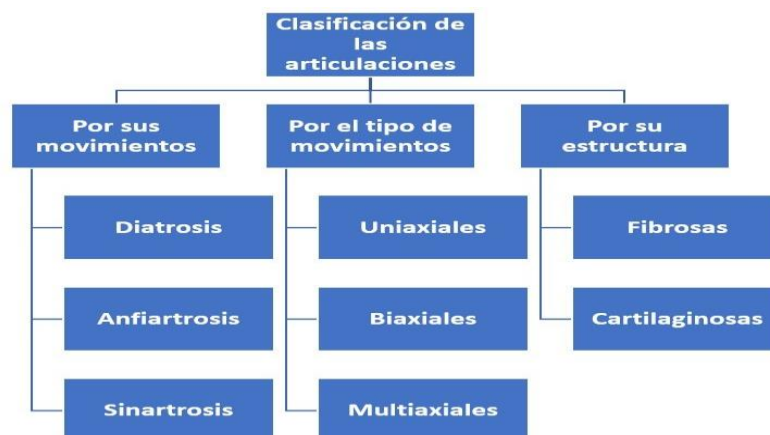 Clasificación de
las
articulaciones
Por sus
movimientos
Diatrosis
Anfiartrosis
Sinartrosis
Por el tipo de
movimientos
Uniaxiales
Biaxiales
Multiaxiales
Por su
estructura
Fibrosas
Cartilaginosas